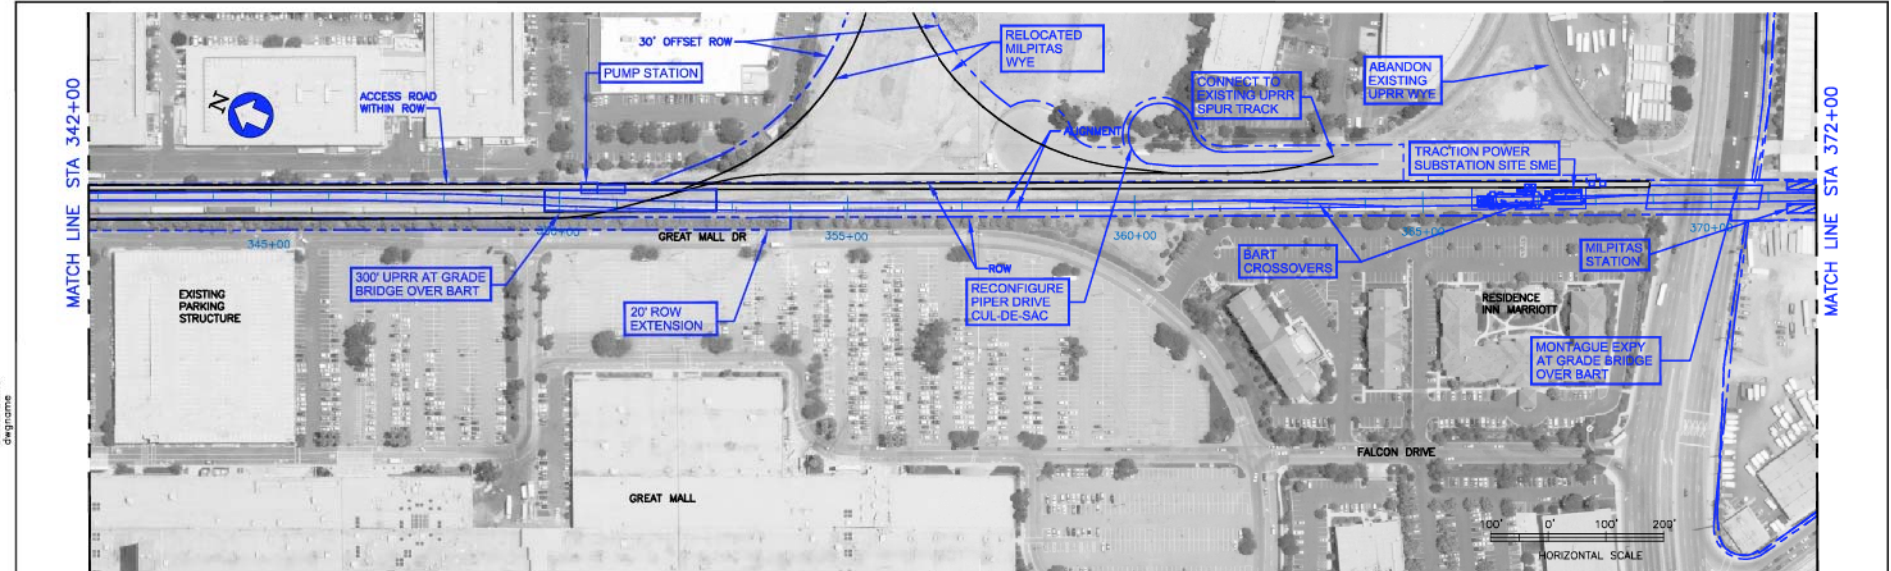 30' OFFSET ROW
RELOCATED
MILPITAS
WYE
PUMP STATION
ACCESS ROAD
WITHIN ROW
N
CONNECT TO
EXISTING UPRR
SPUR TRACK
ABANDON
EXISTING
UPRR WYE
ALIGNMENT
TRACTION POWER
SUBSTATION SITE SME
MATCH LINE STA 342+00
MATCH LINE STA 372+00
345+00
350+00
355+00
360+00
365+00
370+00
GREAT MALL DR
ROW
300' UPRR AT GRADE
BRIDGE OVER BART
20' ROW
EXTENSION
RECONFIGURE
PIPER DRIVE
CUL-DE-SAC
BART
CROSSOVERS
MILPITAS
STATION
EXISTING
PARKING
STRUCTURE
RESIDENCE
INN MARRIOTT
MONTAGUE EXPY
AT GRADE BRIDGE
OVER BART
FALCON DRIVE
GREAT MALL
100' 0' 100' 200'
HORIZONTAL SCALE
dwgname